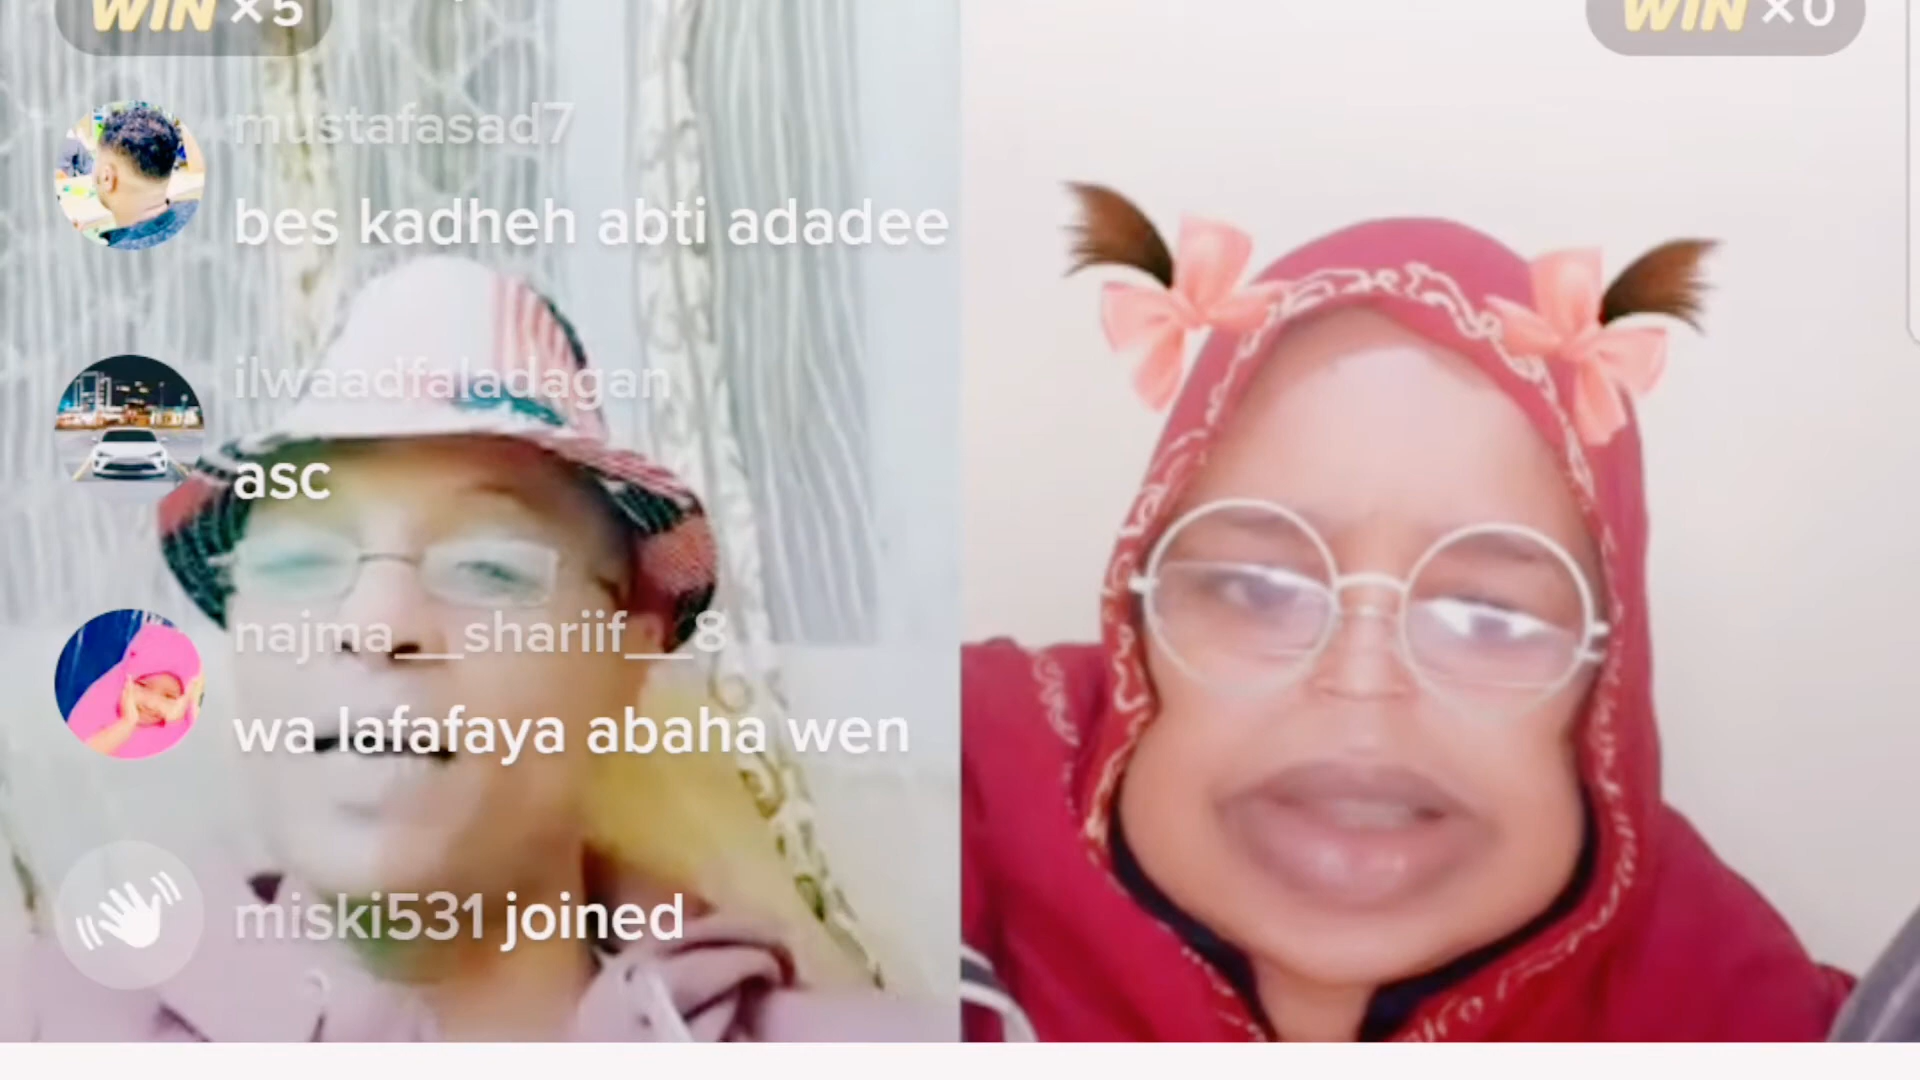 WIN ×5
WIN ×0
mustafasad7
bes kadheh abti adadee
ilwaadfaladagan
asc
najma__shariif__8
wa lafafaya abaha wen
miski531 joined